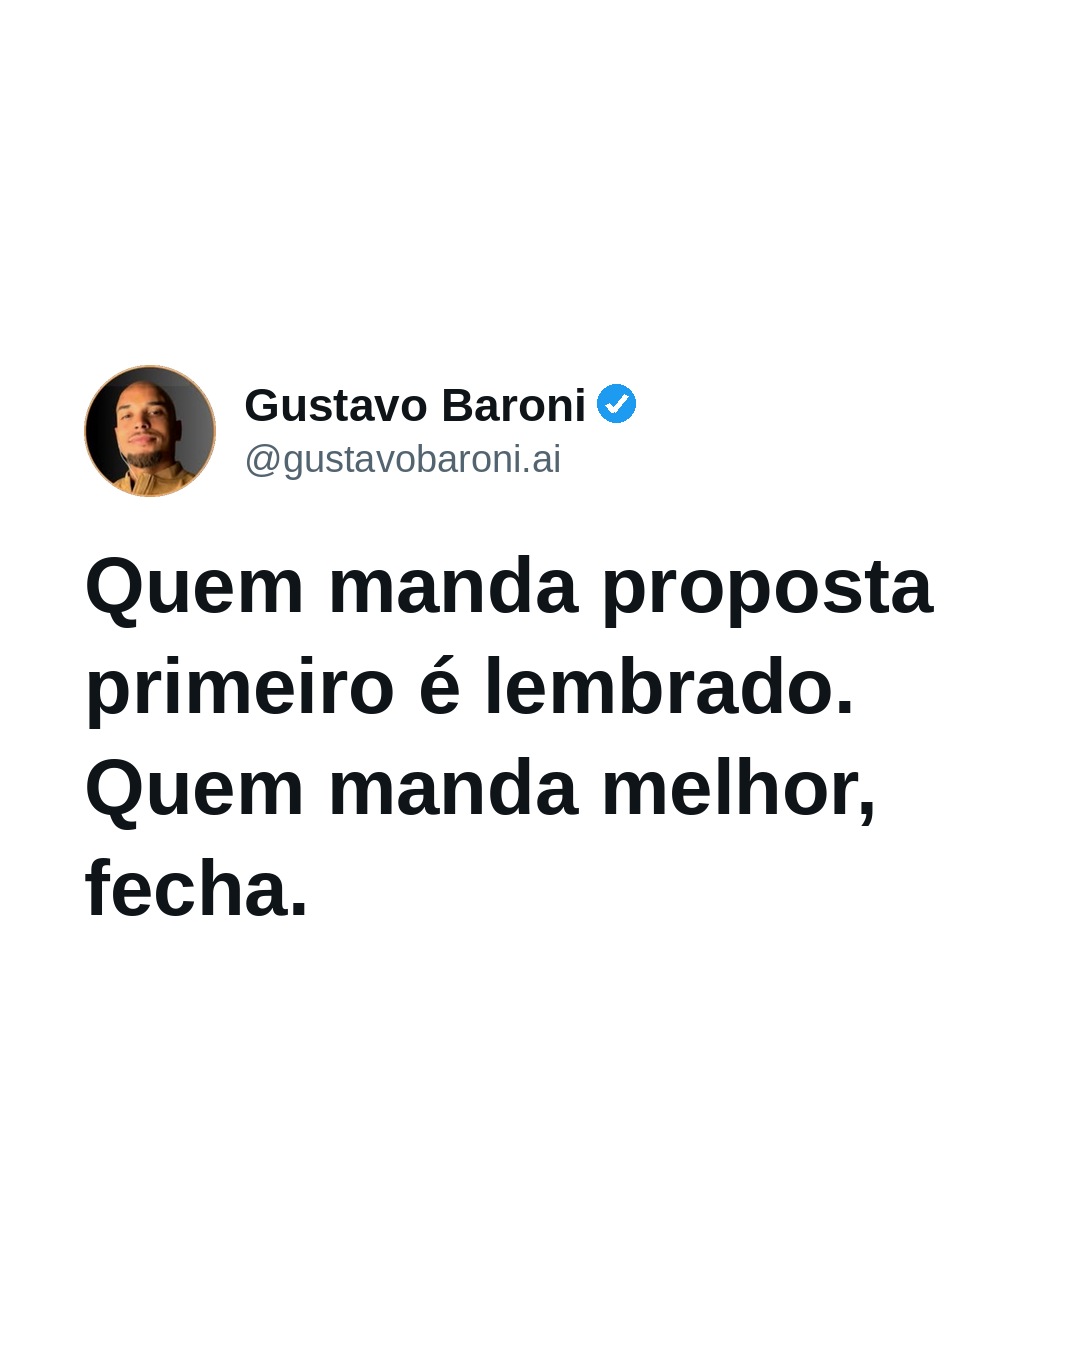 Gustavo Baroni
@gustavobaroni.ai
Quem manda proposta
primeiro é lembrado.
Quem manda melhor,
fecha.